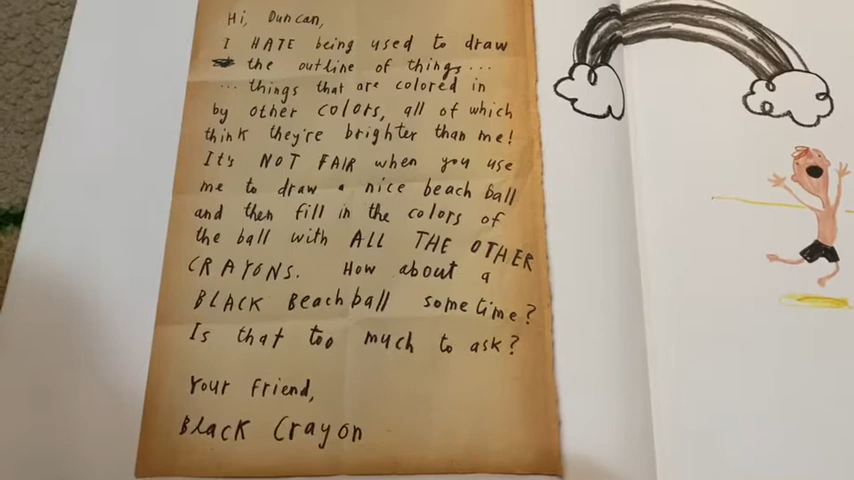 Hi, Duncan,
I HATE being used to draw
the outline of things...
... things that are colored in
by other colors, all of which
think they're brighter than me!
It's NOT FAIR when you use
me to draw a nice beach ball
and then fill in the colors of
the ball with ALL THE OTHER
CRAYONS. How about a
BLACK Beach ball sometime?
Is that too much to ask?
Your friend,
Black Crayon